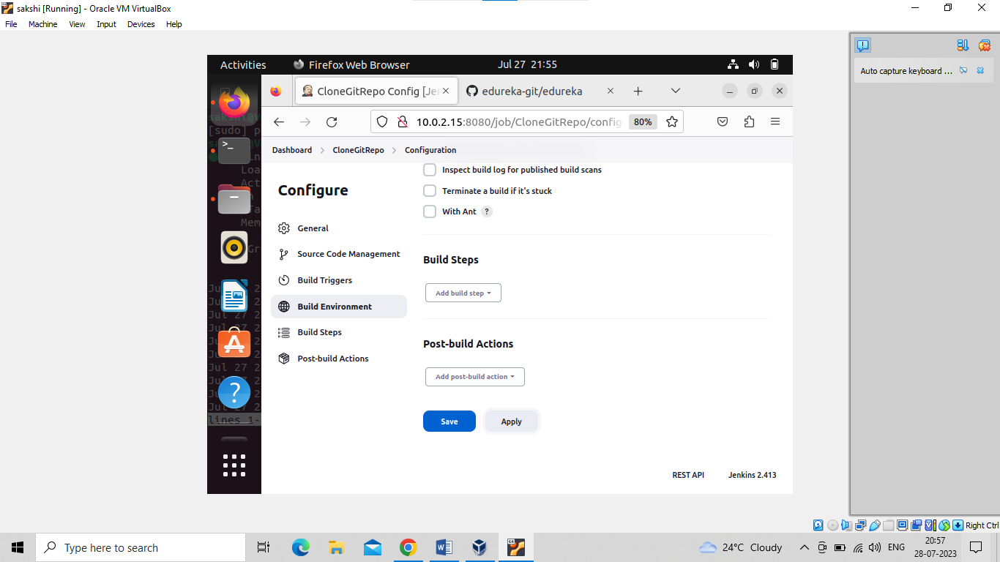 sakshi [Running] - Oracle VM VirtualBox
File Machine View Input Devices Help
Auto capture keyboard ...
Activities Firefox Web Browser Jul 27 21:55
CloneGitRepo Config [Jen
edureka-git/edureka
10.0.2.15:8080/job/CloneGitRepo/config
80%
Dashboard > CloneGitRepo > Configuration
Configure
General
Source Code Management
Build Triggers
Build Environment
Build Steps
Post-build Actions
Inspect build log for published build scans
Terminate a build if it's stuck
With Ant ?
Build Steps
Add build step
Post-build Actions
Add post-build action
Save Apply
REST API Jenkins 2.413
[sudo] p
Loa
Act
Mem
Jul 27 2
Jul 27 2
lines 1-
Right Ctrl
Type here to search
24°C Cloudy
ENG
20:57
28-07-2023